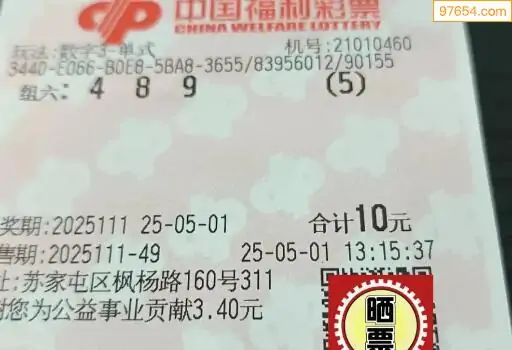 97654.com
中国福利彩票
CHINA WELFARE LOTTERY
玩法:数字3-单式 机号:21010460
3440-E066-B0E8-5BA8-3655/83956012/90155
组六: 4 8 9 (5)
奖期:2025111 25-05-01 合计10元
售期:2025111-49 25-05-01 13:15:37
址:苏家屯区枫杨路160号311
谢您为公益事业贡献3.40元
晒票